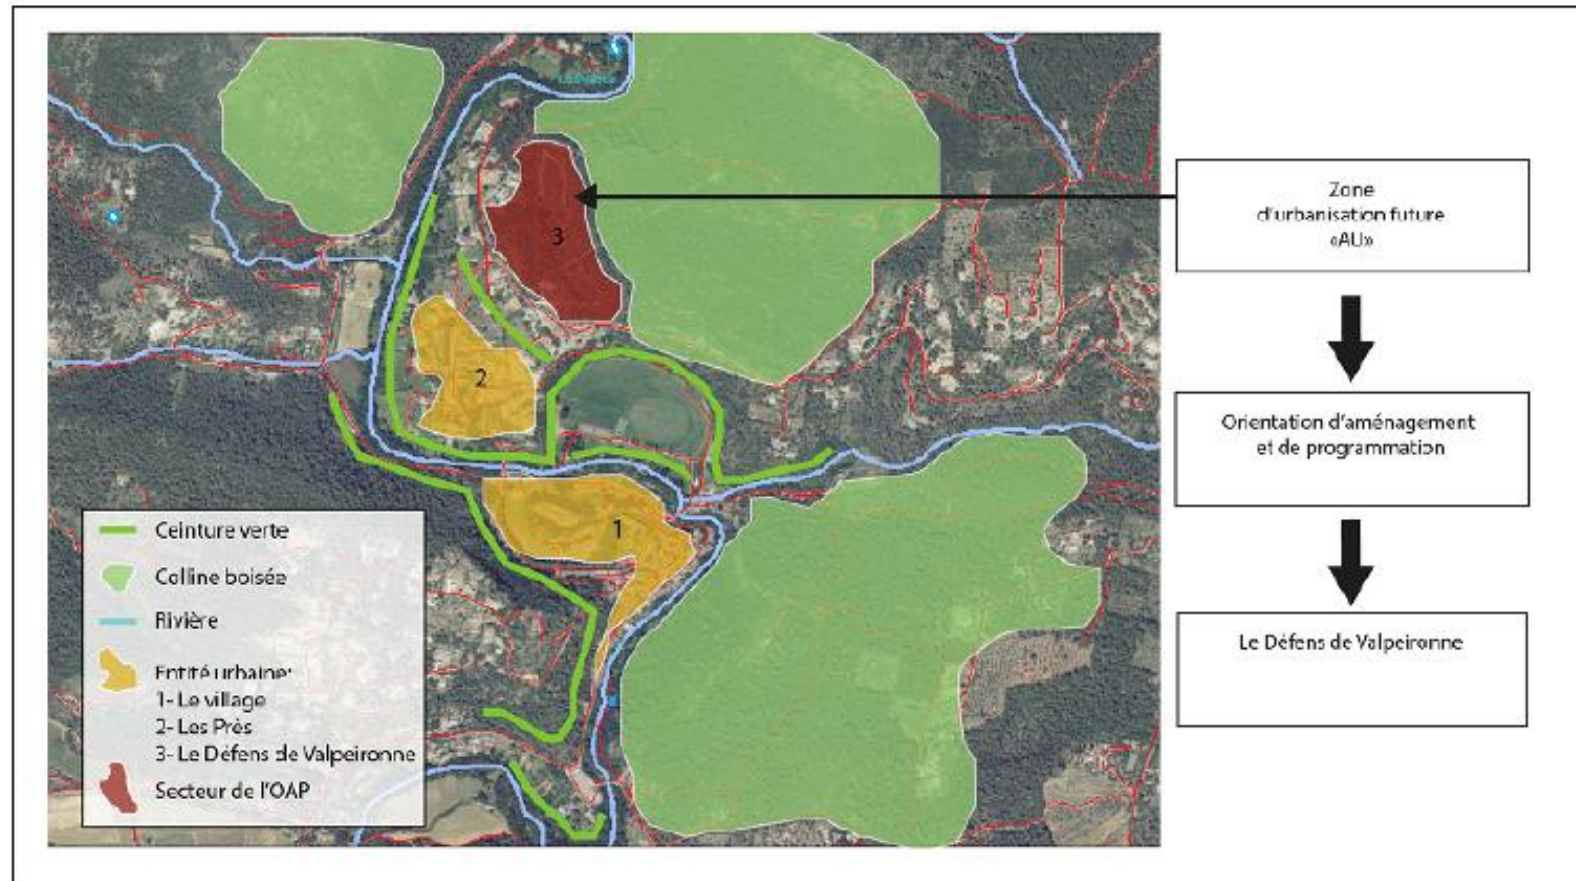 3
2
1
Zone
d'urbanisation future
«AU»
Orientation d'aménagement
et de programmation
Le Défens de Valpeironne
Ceinture verte
Colline boisée
Rivière
Entité urbaine:
1- Le village
2- Les Près
3- Le Défens de Valpeironne
Secteur de l'OAP